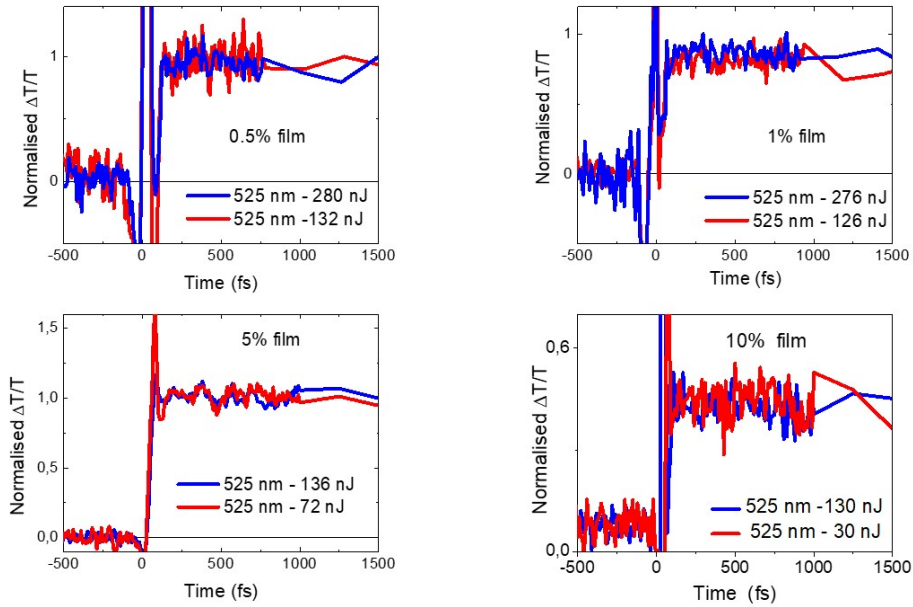 Normalised ΔT/T
1
0
0.5% film
525 nm - 280 nJ
525 nm -132 nJ
-500 0 500 1000 1500
Time (fs)
Normalised ΔT/T
1
0
1% film
525 nm - 276 nJ
525 nm - 126 nJ
-500 0 500 1000 1500
Time (fs)
Normalised ΔT/T
1,5
1,0
0,5
0,0
5% film
525 nm - 136 nJ
525 nm - 72 nJ
-500 0 500 1000 1500
Time (fs)
Normalised ΔT/T
0,6
0,0
10% film
525 nm -130 nJ
525 nm - 30 nJ
-500 0 500 1000 1500
Time (fs)